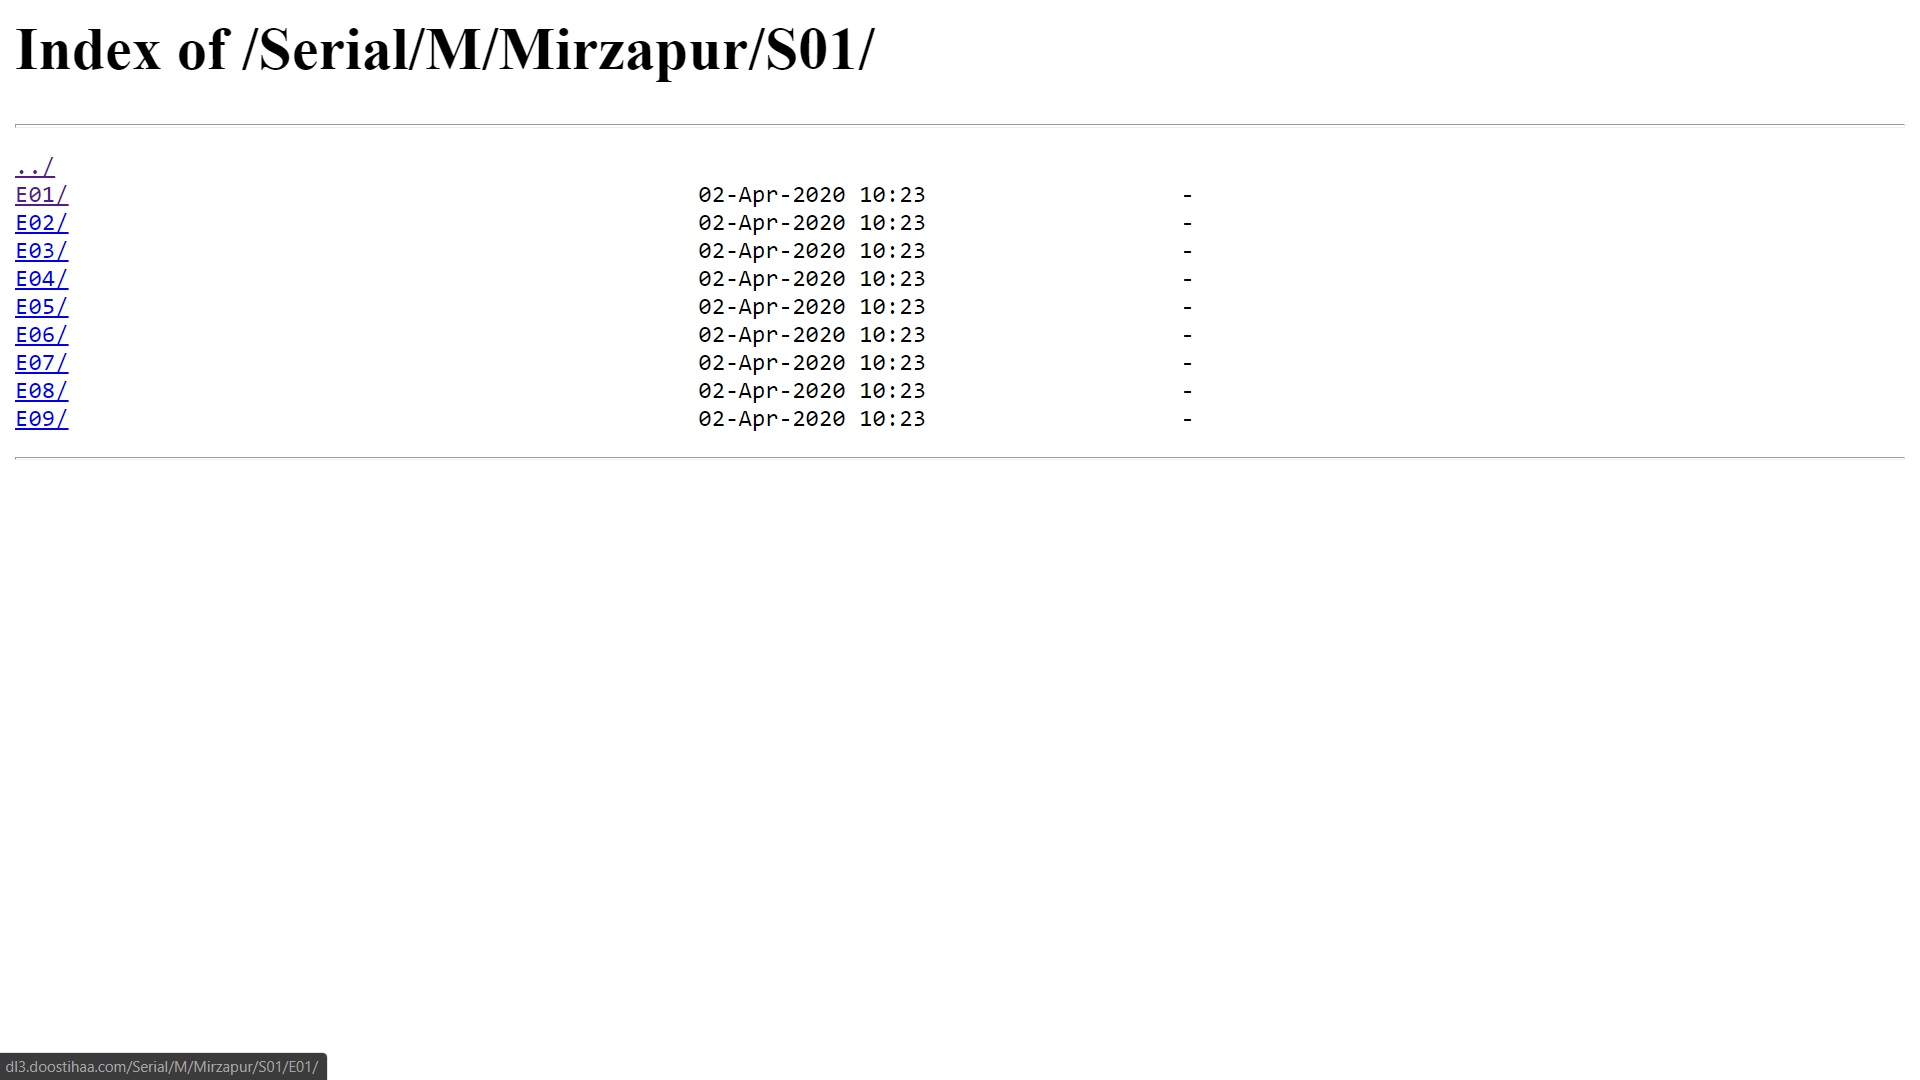 Index of /Serial/M/Mirzapur/S01/
../
E01/ 02-Apr-2020 10:23 -
E02/ 02-Apr-2020 10:23 -
E03/ 02-Apr-2020 10:23 -
E04/ 02-Apr-2020 10:23 -
E05/ 02-Apr-2020 10:23 -
E06/ 02-Apr-2020 10:23 -
E07/ 02-Apr-2020 10:23 -
E08/ 02-Apr-2020 10:23 -
E09/ 02-Apr-2020 10:23 -
dl3.doostihaa.com/Serial/M/Mirzapur/S01/E01/